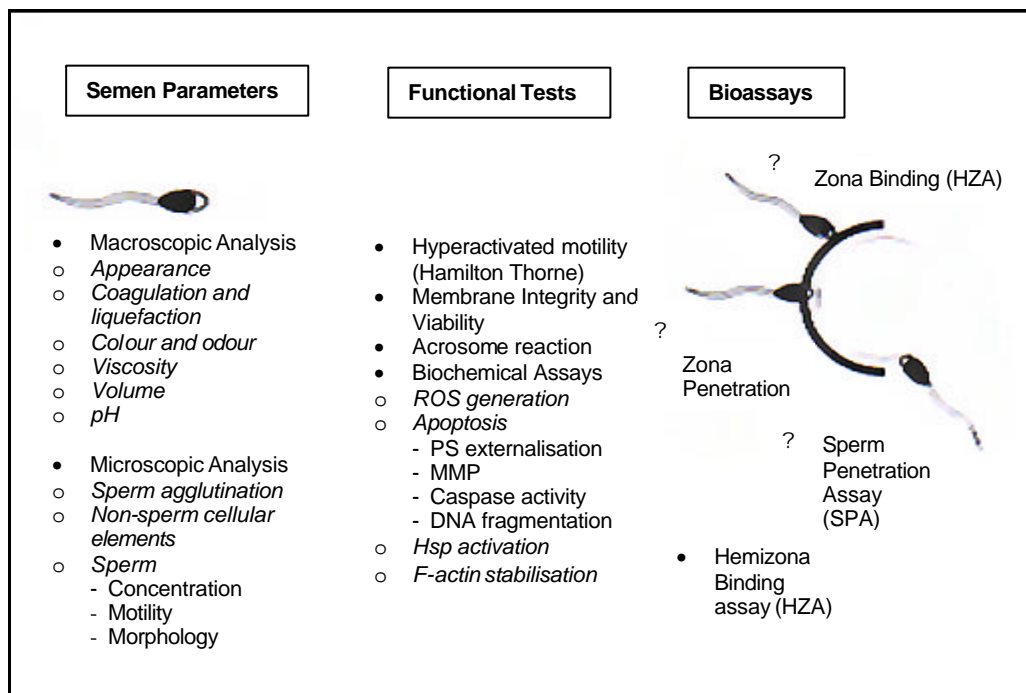 Semen Parameters
• Macroscopic Analysis
o Appearance
o Coagulation and
liquefaction
o Colour and odour
o Viscosity
o Volume
o pH
• Microscopic Analysis
o Sperm agglutination
o Non-sperm cellular
elements
o Sperm
- Concentration
- Motility
- Morphology
Functional Tests
• Hyperactivated motility
(Hamilton Thorne)
• Membrane Integrity and
Viability
• Acrosome reaction
• Biochemical Assays
o ROS generation
o Apoptosis
- PS externalisation
- MMP
- Caspase activity
- DNA fragmentation
o Hsp activation
o F-actin stabilisation
Bioassays
? Zona Binding (HZA)
?
Zona
Penetration
? Sperm
Penetration
Assay
(SPA)
• Hemizona
Binding
assay (HZA)